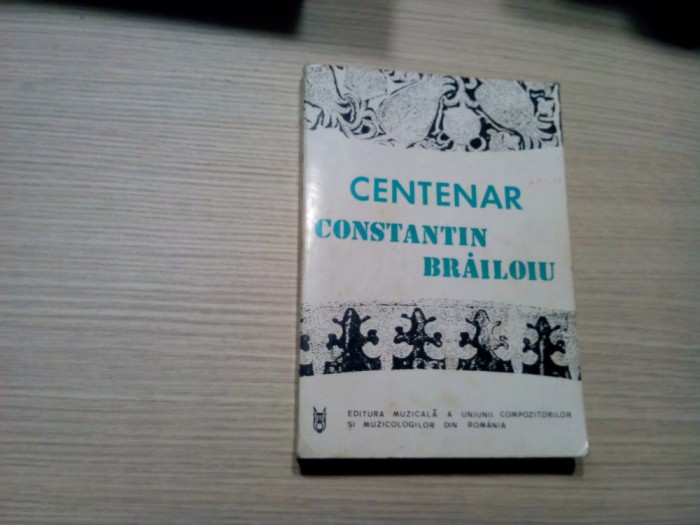 CENTENAR
CONSTANTIN
BRĂILOIU
EDITURA MUZICALĂ A UNIUNII COMPOZITORILOR
ȘI MUZICOLOGILOR DIN ROMÂNIA